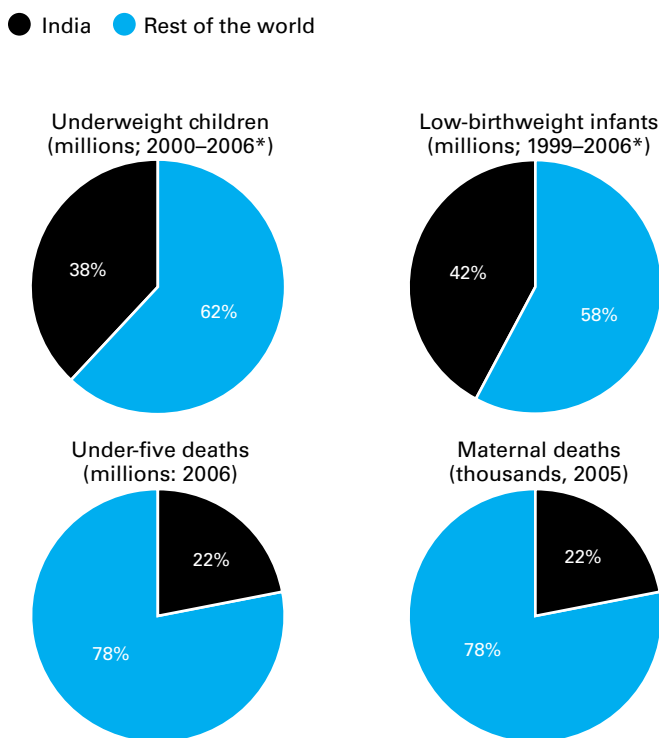 India Rest of the world
Underweight children
(millions; 2000–2006*)
38%
62%
Low-birthweight infants
(millions; 1999–2006*)
42%
58%
Under-five deaths
(millions: 2006)
22%
78%
Maternal deaths
(thousands, 2005)
22%
78%